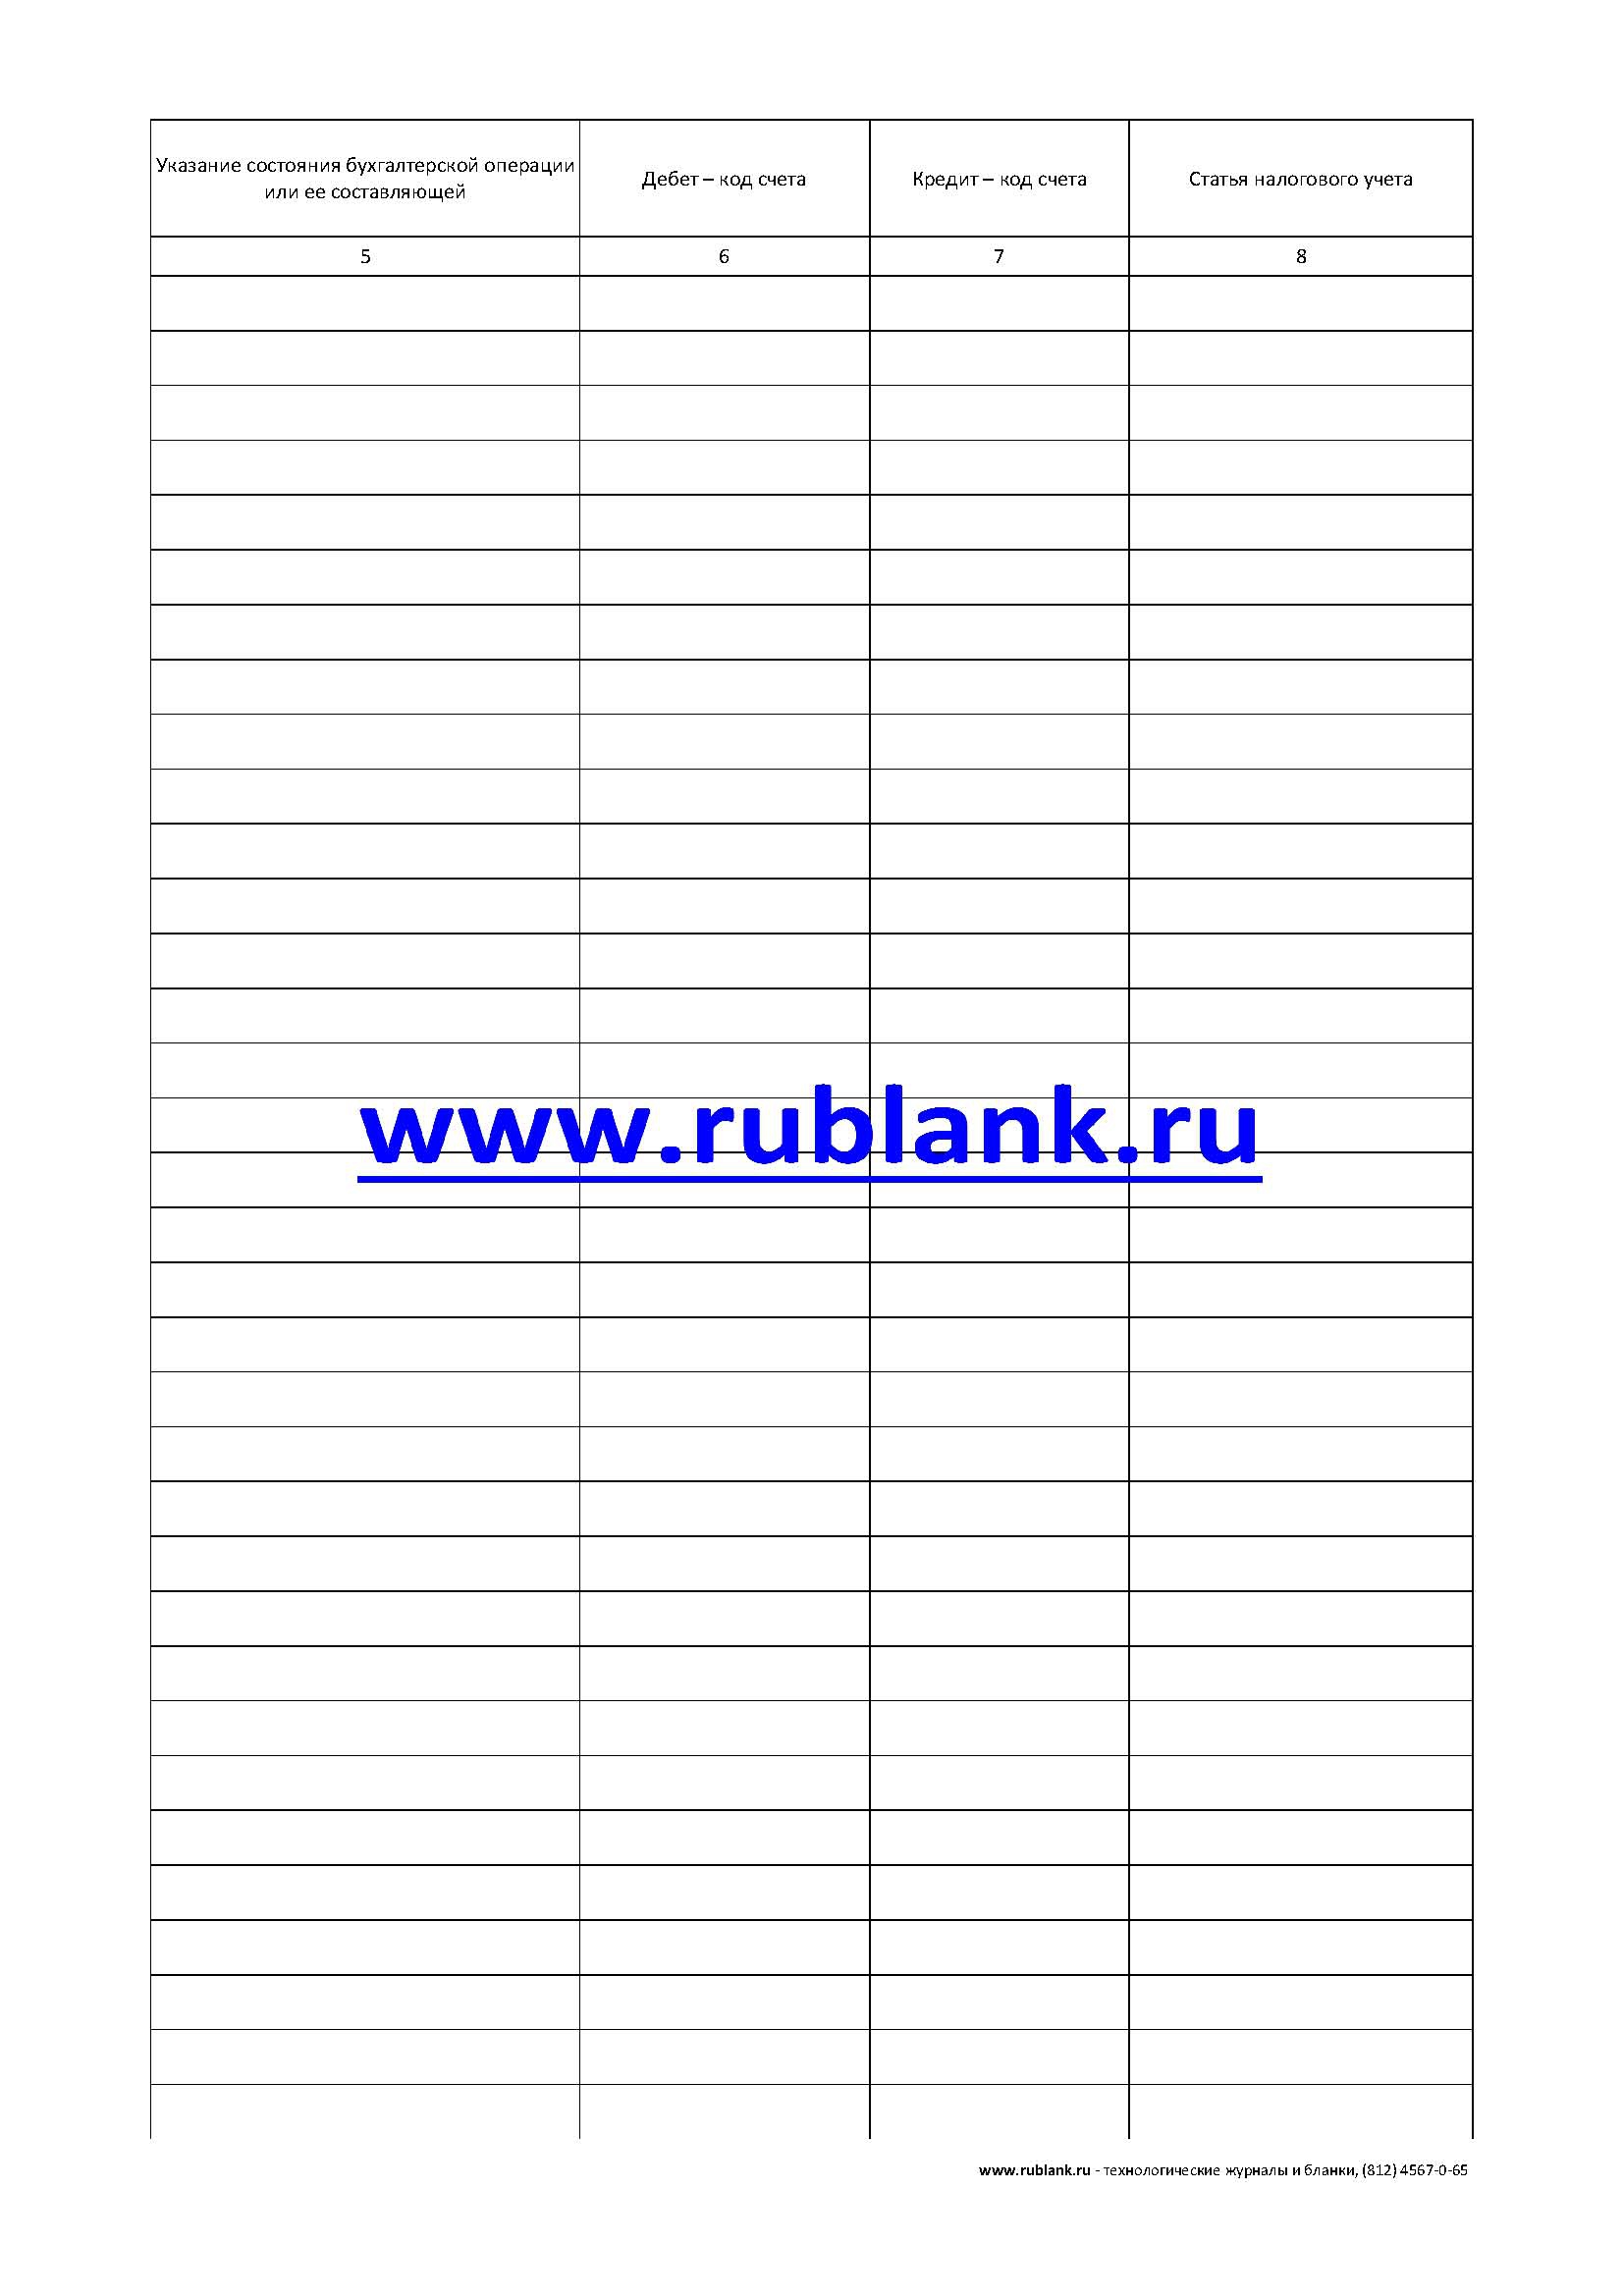 Указание состояния бухгалтерской операции
или ее составляющей
Дебет – код счета
Кредит – код счета
Статья налогового учета
5
6
7
8
www.rublank.ru
www.rublank.ru - технологические журналы и бланки, (812) 4567-0-65